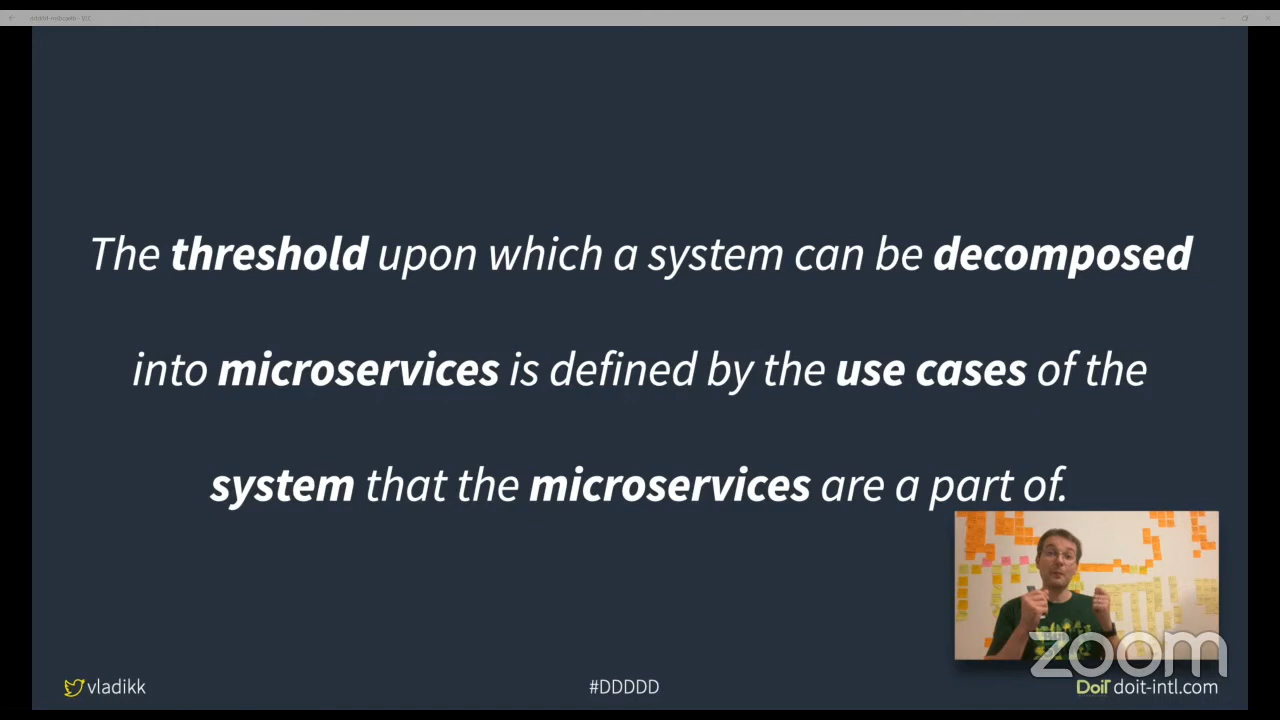 The threshold upon which a system can be decomposed
into microservices is defined by the use cases of the
system that the microservices are a part of.
zoom
vladikk
#DDDDD
DoiT doit-intl.com